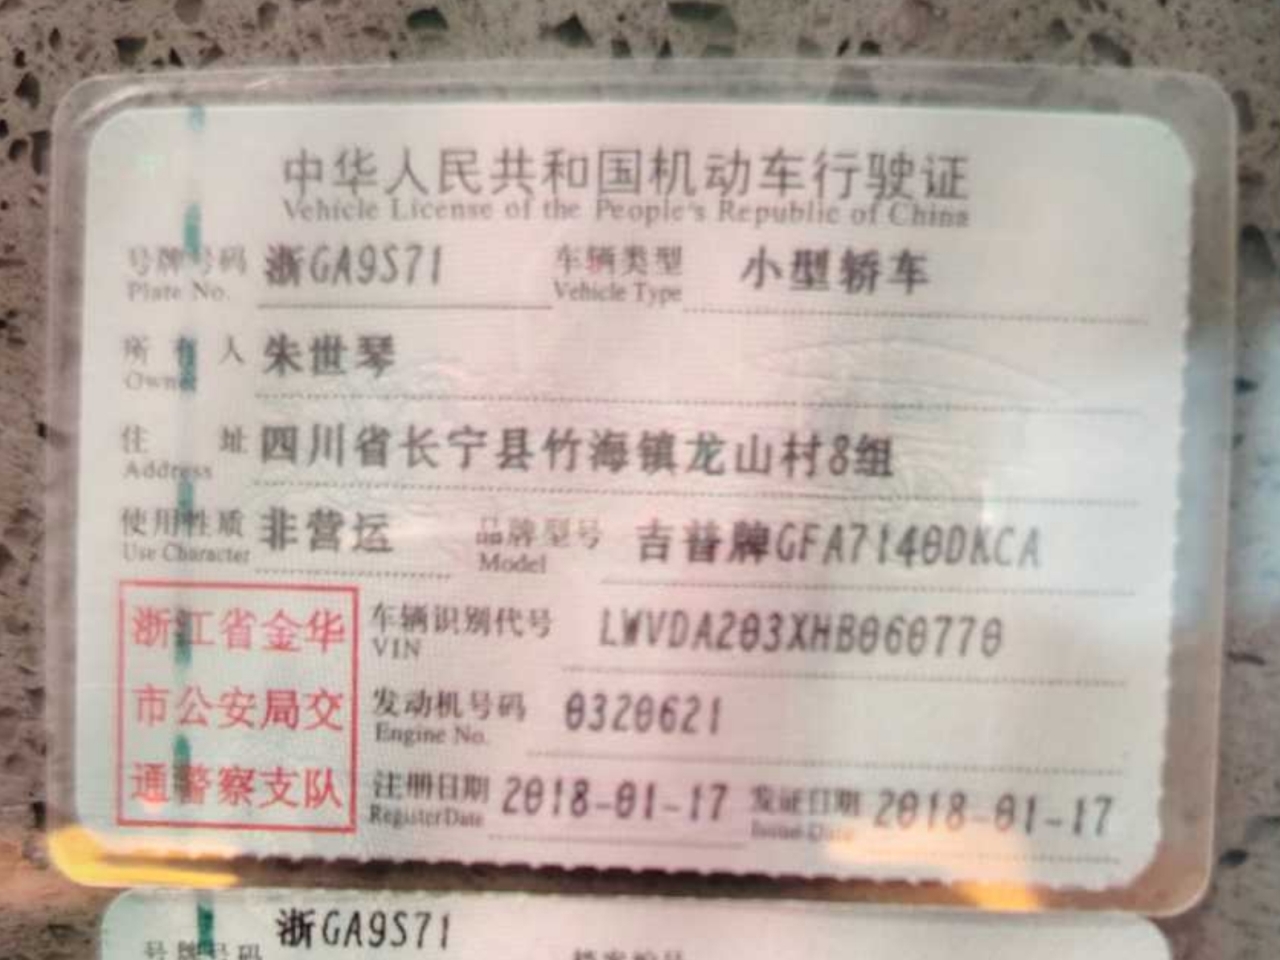 中华人民共和国机动车行驶证
Vehicle License of the People's Republic of China
号牌号码 浙GA9S71 车辆类型 小型轿车
Plate No. Vehicle Type
所有人 朱世琴
Owner
住址 四川省长宁县竹海镇龙山村8组
Address
使用性质 非营运 品牌型号 吉普牌GFA7140DKCA
Use Character Model
浙江省金华
市公安局交
通警察支队
车辆识别代号 LWVDA203XHB060770
VIN
发动机号码 0320621
Engine No.
注册日期 2018-01-17 发证日期 2018-01-17
Register Date Issue Date
浙GA9S71
号牌号码 档案编号